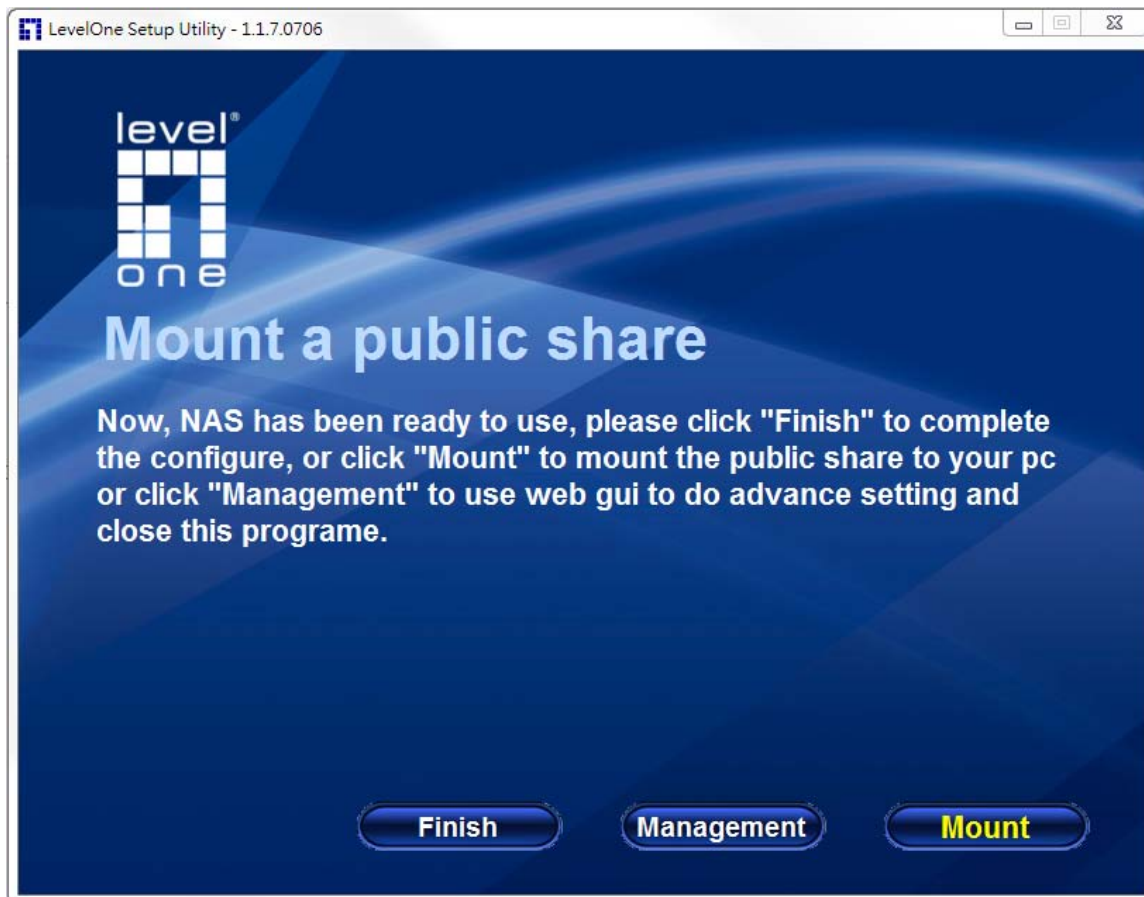 LevelOne Setup Utility - 1.1.7.0706
level®
one
Mount a public share
Now, NAS has been ready to use, please click "Finish" to complete
the configure, or click "Mount" to mount the public share to your pc
or click "Management" to use web gui to do advance setting and
close this programe.
Finish
Management
Mount